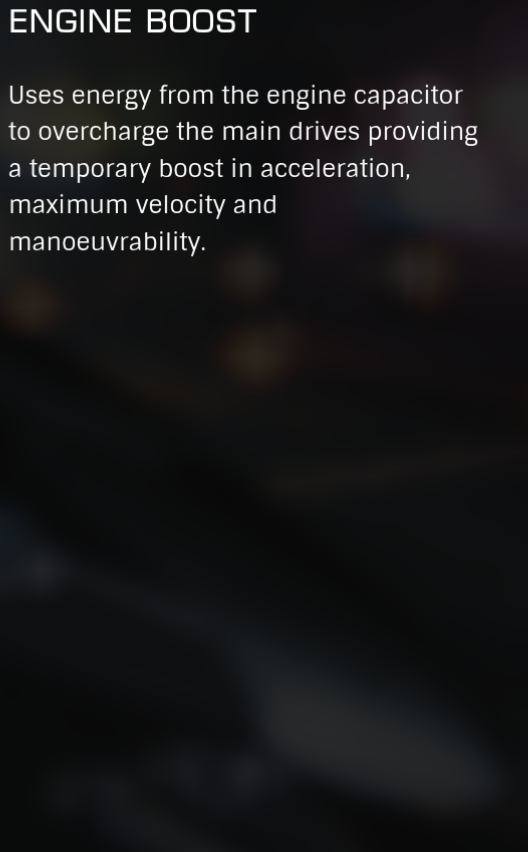 ENGINE BOOST
Uses energy from the engine capacitor
to overcharge the main drives providing
a temporary boost in acceleration,
maximum velocity and
manoeuvrability.